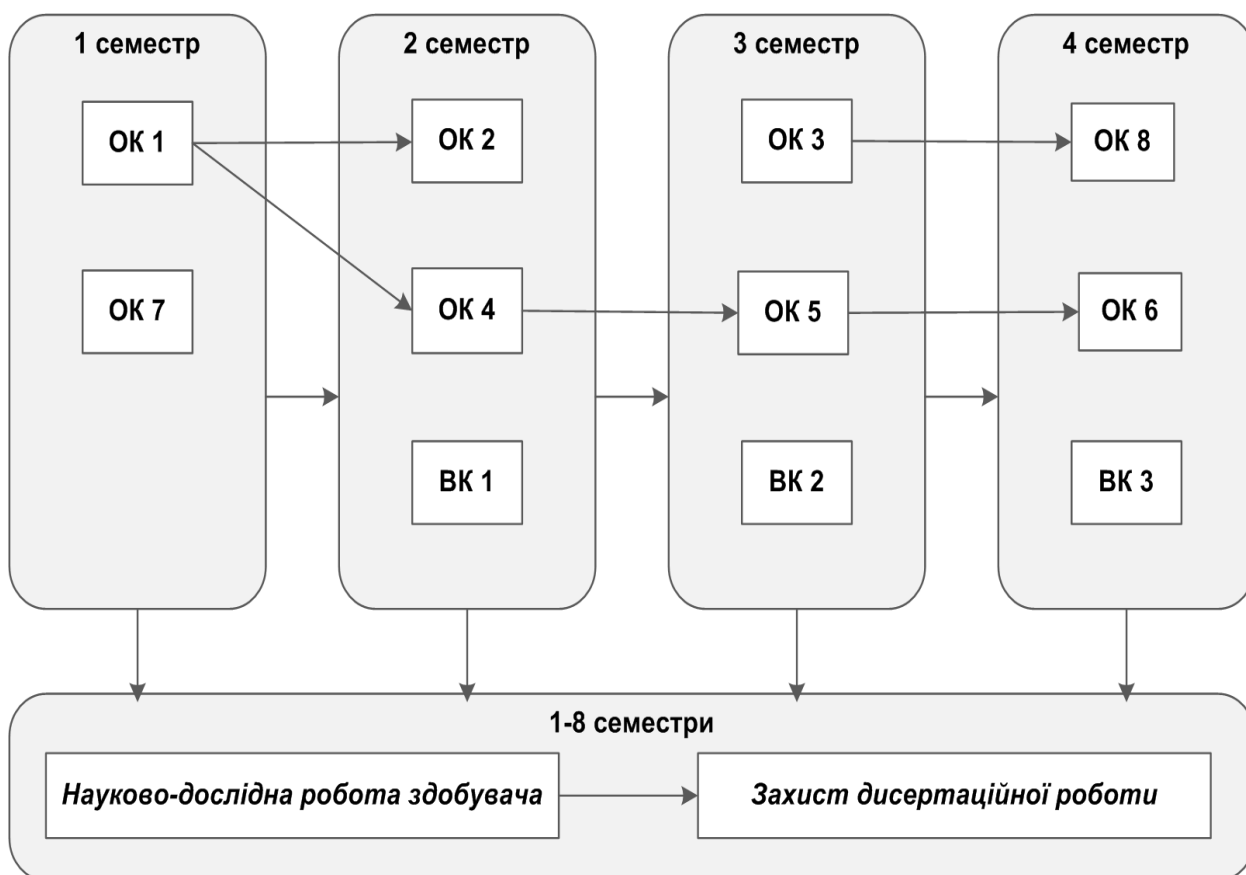 1 семестр
ОК 1
ОК 7
2 семестр
ОК 2
ОК 4
ВК 1
3 семестр
ОК 3
ОК 5
ВК 2
4 семестр
ОК 8
ОК 6
ВК 3
1-8 семестри
Науково-дослідна робота здобувача
Захист дисертаційної роботи